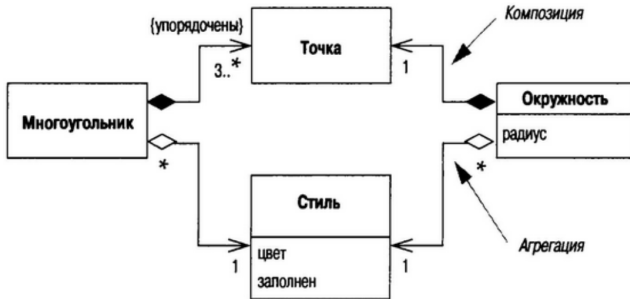 {упорядочены}
Точка
Композиция
3..*
1
Многоугольник
Окружность
радиус
*
*
Стиль
цвет
заполнен
1
1
Агрегация